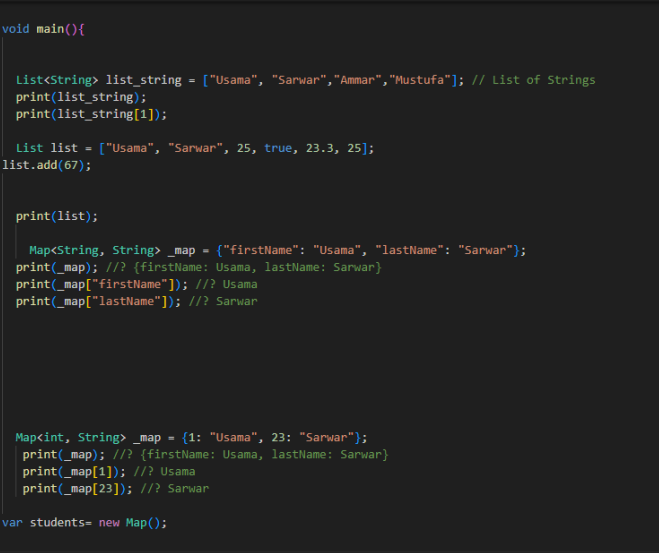 void main(){
List<String> list_string = ["Usama", "Sarwar","Ammar","Mustufa"]; // List of Strings
print(list_string);
print(list_string[1]);
List list = ["Usama", "Sarwar", 25, true, 23.3, 25];
list.add(67);
print(list);
Map<String, String> _map = {"firstName": "Usama", "lastName": "Sarwar"};
print(_map); //? {firstName: Usama, lastName: Sarwar}
print(_map["firstName"]); //? Usama
print(_map["lastName"]); //? Sarwar
Map<int, String> _map = {1: "Usama", 23: "Sarwar"};
print(_map); //? {firstName: Usama, lastName: Sarwar}
print(_map[1]); //? Usama
print(_map[23]); //? Sarwar
var students= new Map();